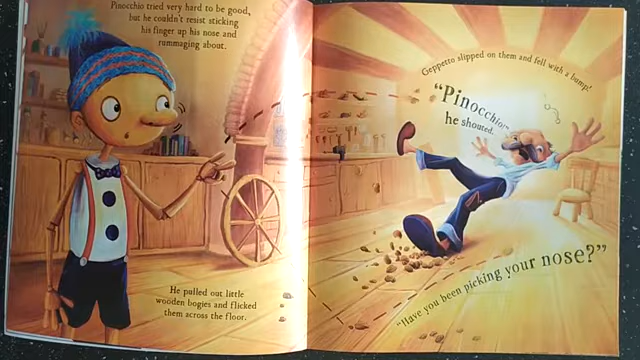 Pinocchio tried very hard to be good,
but he couldn't resist sticking
his finger up his nose and
rummaging about.
He pulled out little
wooden bogies and flicked
them across the floor.
Geppetto slipped on them and fell with a bump!
"Pinocchio!"
he shouted.
"Have you been picking your nose?"